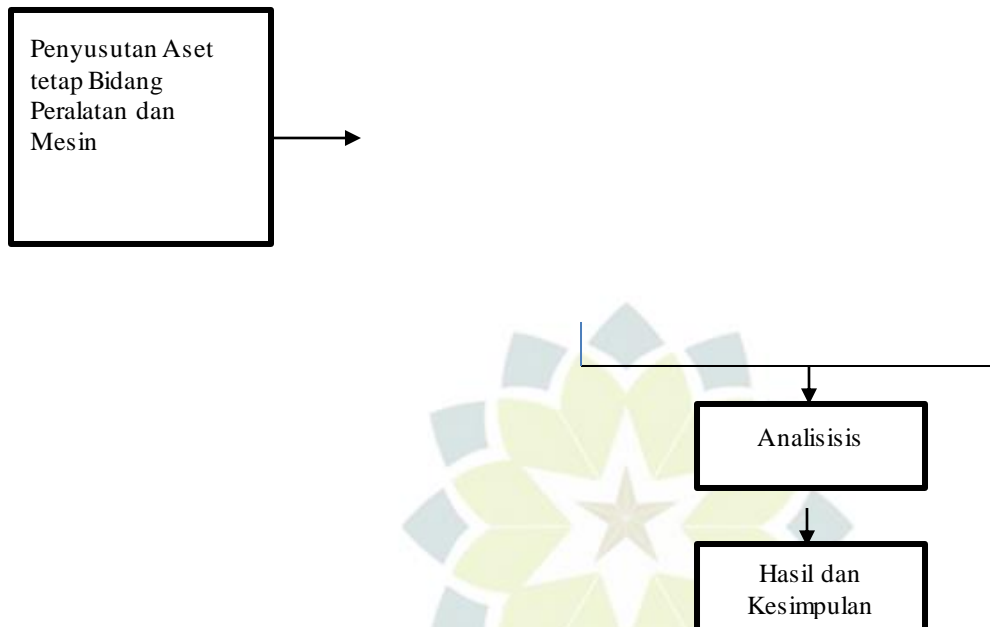 Penyusutan Aset
tetap Bidang
Peralatan dan
Mesin
Analisisis
Hasil dan
Kesimpulan